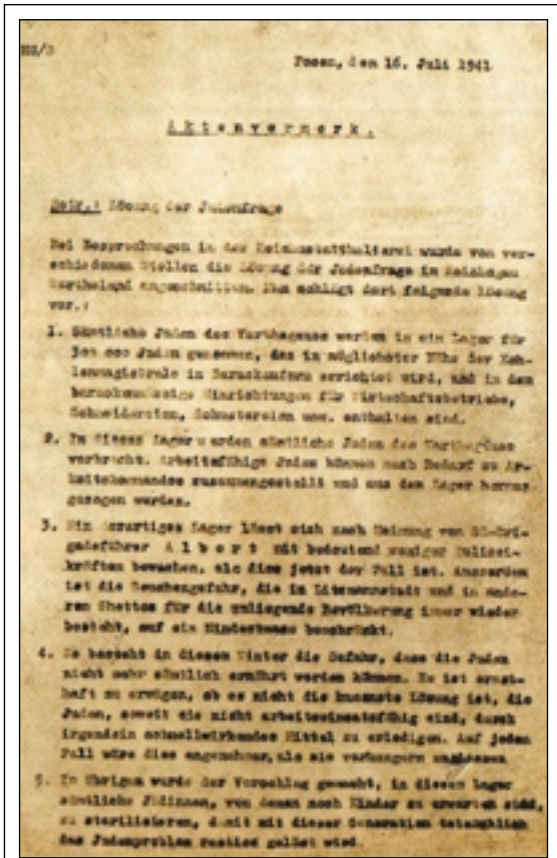 Posen, den 16. Juli 1941
Aktenvermerk.
Betr.: Lösung der Judenfrage
Bei Besprechungen in der Reichsstatthalterei wurde von ver-
schiedenen Stellen die Lösung der Judenfrage im Reichsgau
Wartheland angeschnitten. Man schlägt dort folgende Lösung
vor.:
1. Sämtliche Juden des Warthegaues werden in ein Lager für
300 000 Juden genommen, das in möglichster Nähe der Koh-
lenmagistrale in Barackenform errichtet wird, und in dem
barackenmässige Einrichtungen für Wirtschaftsbetriebe,
Schneidereien, Schustereien usw. enthalten sind.
2. In dieses Lager werden sämtliche Juden des Warthegaues
verbracht. Arbeitsfähige Juden können nach Bedarf zu Ar-
beitskommandos zusammengestellt und aus dem Lager heraus-
gezogen werden.
3. Ein derartiges Lager lässt sich nach Meinung von SS-Bri-
gadeführer Albert mit bedeutend weniger Polizei-
kräften bewachen, als dies jetzt der Fall ist. Ausserdem
ist die Seuchengefahr, die in Litzmannstadt und in ande-
ren Ghettos für die umliegende Bevölkerung immer wieder
besteht, auf ein Mindestmass beschränkt.
4. Es besteht in diesem Winter die Gefahr, dass die Juden
nicht mehr sämtlich ernährt werden können. Es ist ernst-
haft zu erwägen, ob es nicht die humanste Lösung ist, die
Juden, soweit sie nicht arbeitseinsatzfähig sind, durch
irgendein schnellwirkendes Mittel zu erledigen. Auf jeden
Fall wäre dies angenehmer, als sie verhungern zu lassen
5. Im übrigen wurde der Vorschlag gemacht, in diesem Lager
sämtliche Jüdinnen, von denen noch Kinder zu erwarten sind,
zu sterilisieren, damit mit dieser Generation tatsächlich
das Judenproblem restlos gelöst wird.